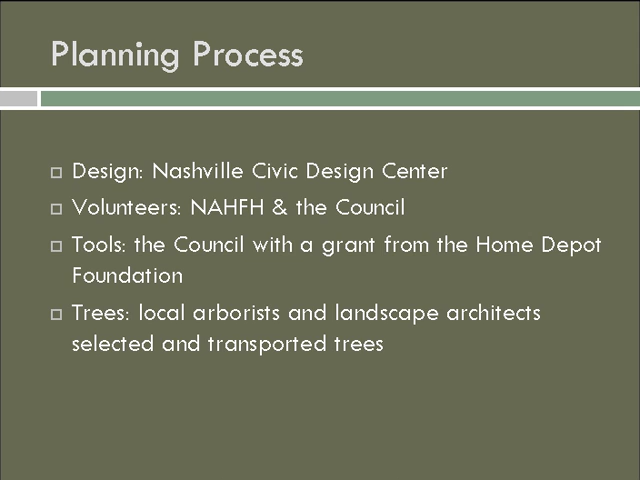 Planning Process
Design: Nashville Civic Design Center
Volunteers: NAHFH & the Council
Tools: the Council with a grant from the Home Depot
Foundation
Trees: local arborists and landscape architects
selected and transported trees